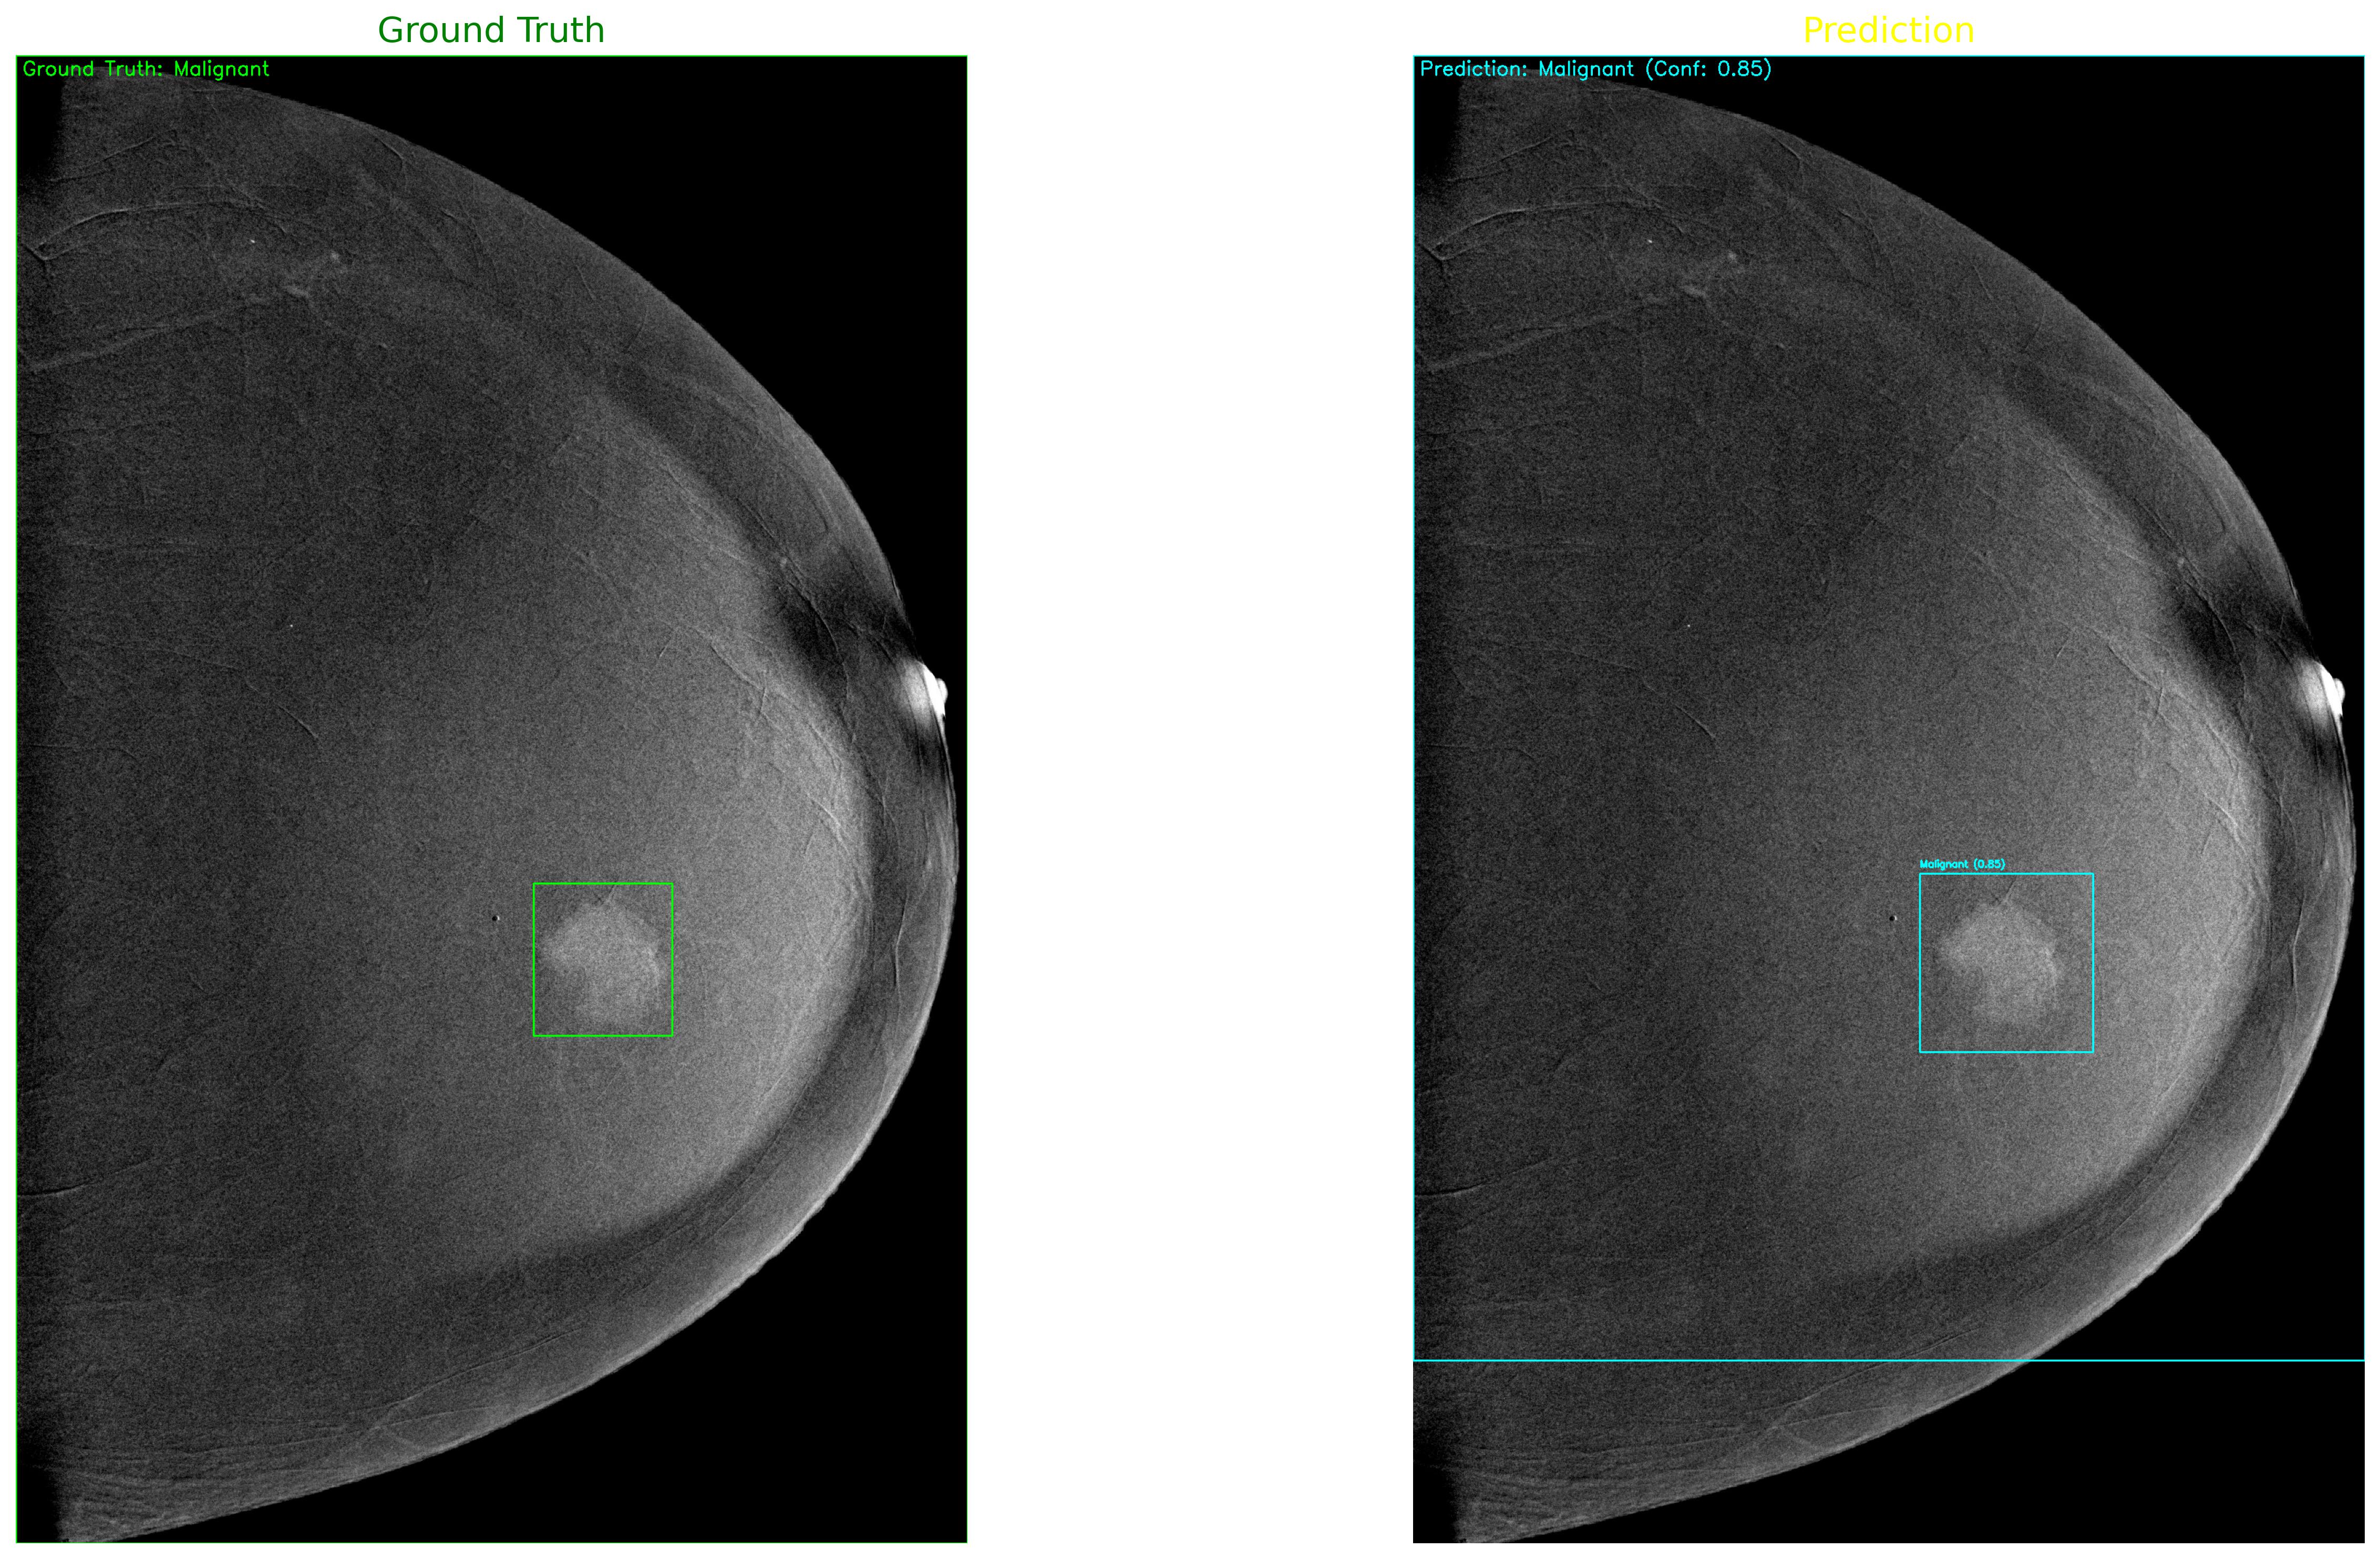 Ground Truth
Prediction
Ground Truth: Malignant
Prediction: Malignant (Conf: 0.85)
Malignant (0.85)